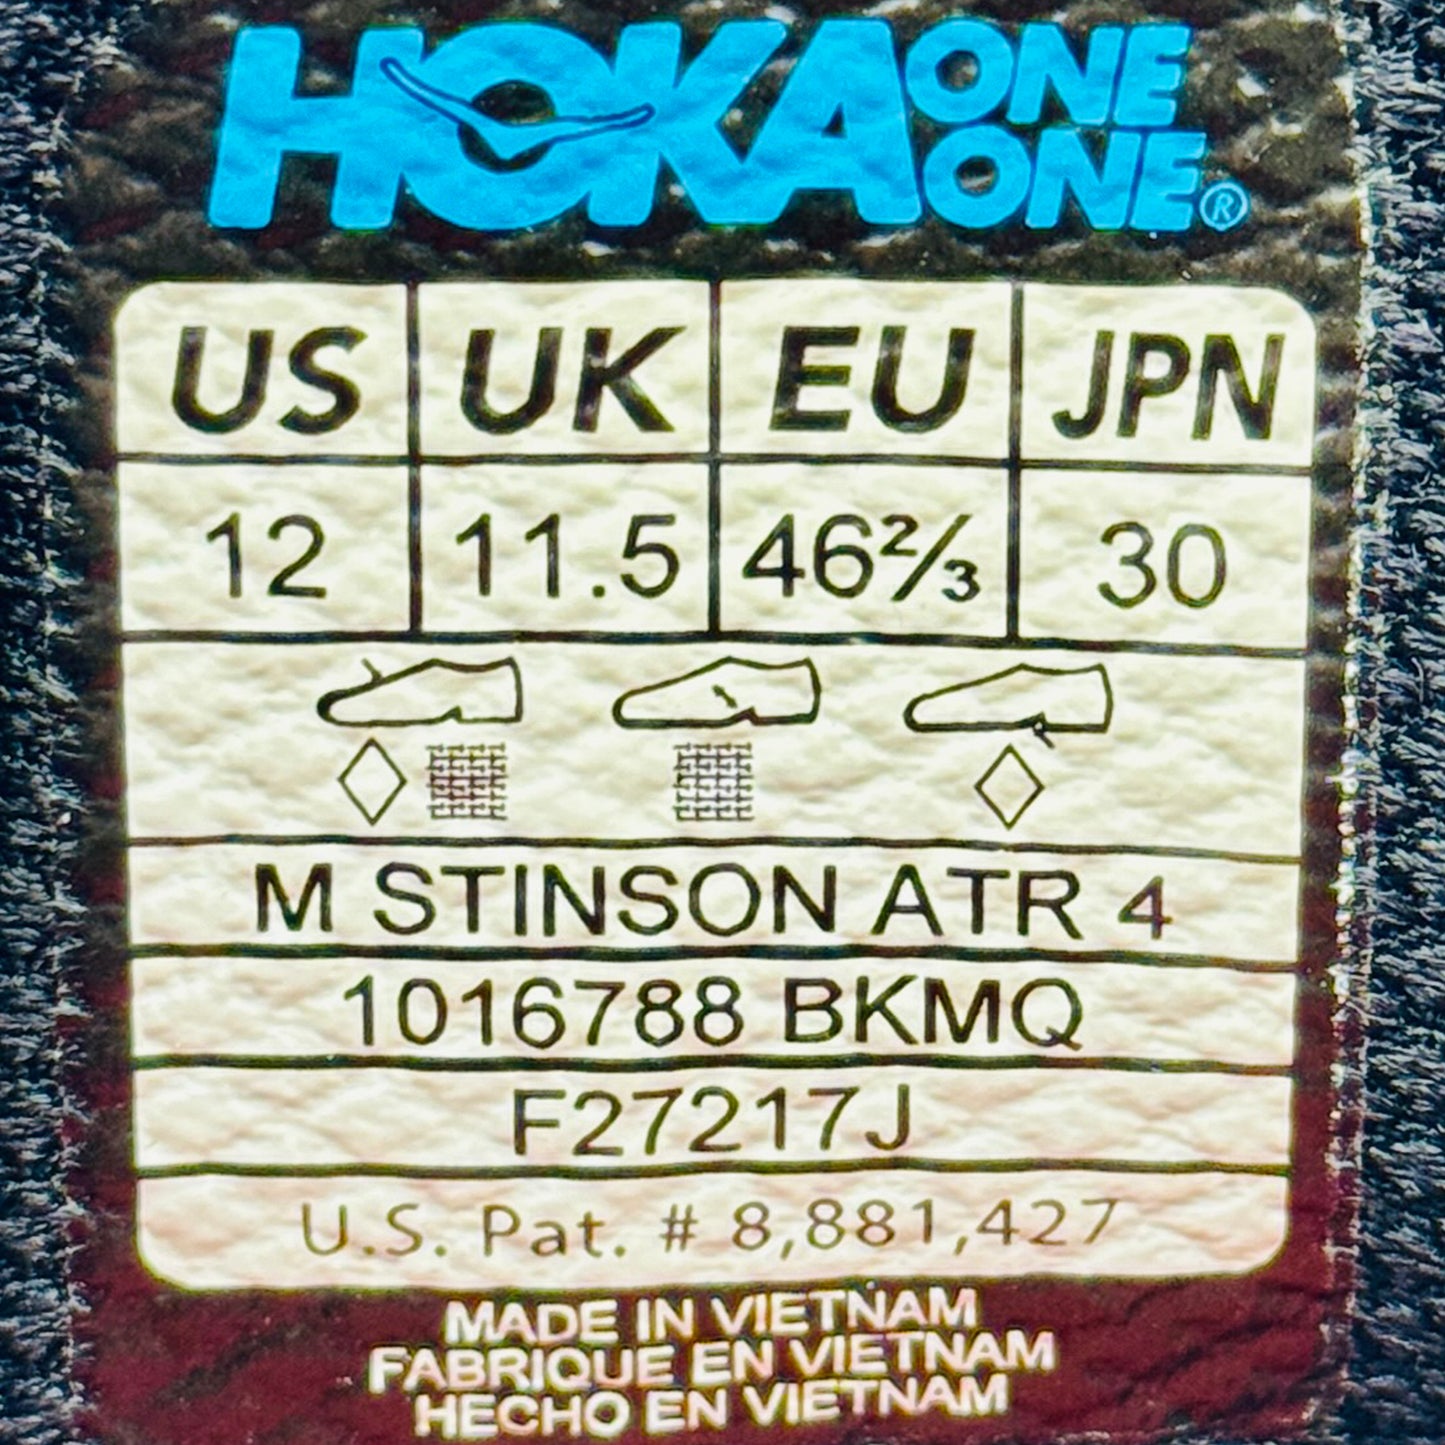 HOKA ONE ONE®
US UK EU JPN
12 11.5 46⅔ 30
M STINSON ATR 4
1016788 BKMQ
F27217J
U.S. Pat. # 8,881,427
MADE IN VIETNAM
FABRIQUE EN VIETNAM
HECHO EN VIETNAM